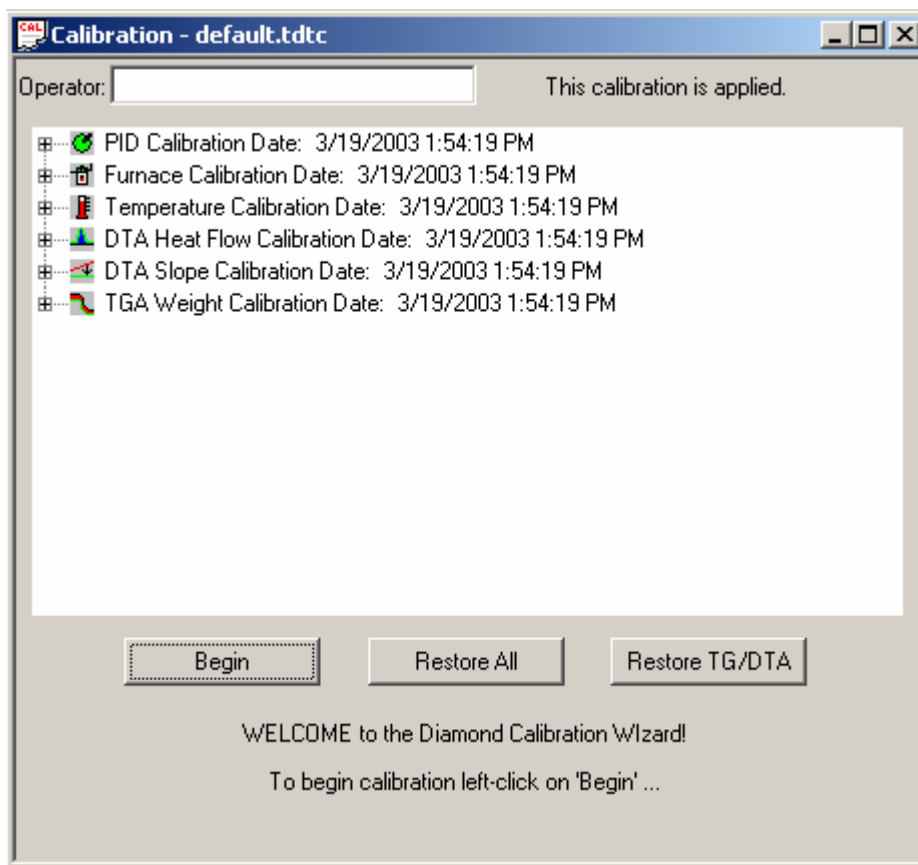 CAL
Calibration - default.tdtc
Operator:
This calibration is applied.
PID Calibration Date: 3/19/2003 1:54:19 PM
Furnace Calibration Date: 3/19/2003 1:54:19 PM
Temperature Calibration Date: 3/19/2003 1:54:19 PM
DTA Heat Flow Calibration Date: 3/19/2003 1:54:19 PM
DTA Slope Calibration Date: 3/19/2003 1:54:19 PM
TGA Weight Calibration Date: 3/19/2003 1:54:19 PM
Begin
Restore All
Restore TG/DTA
WELCOME to the Diamond Calibration WIzard!
To begin calibration left-click on 'Begin' ...